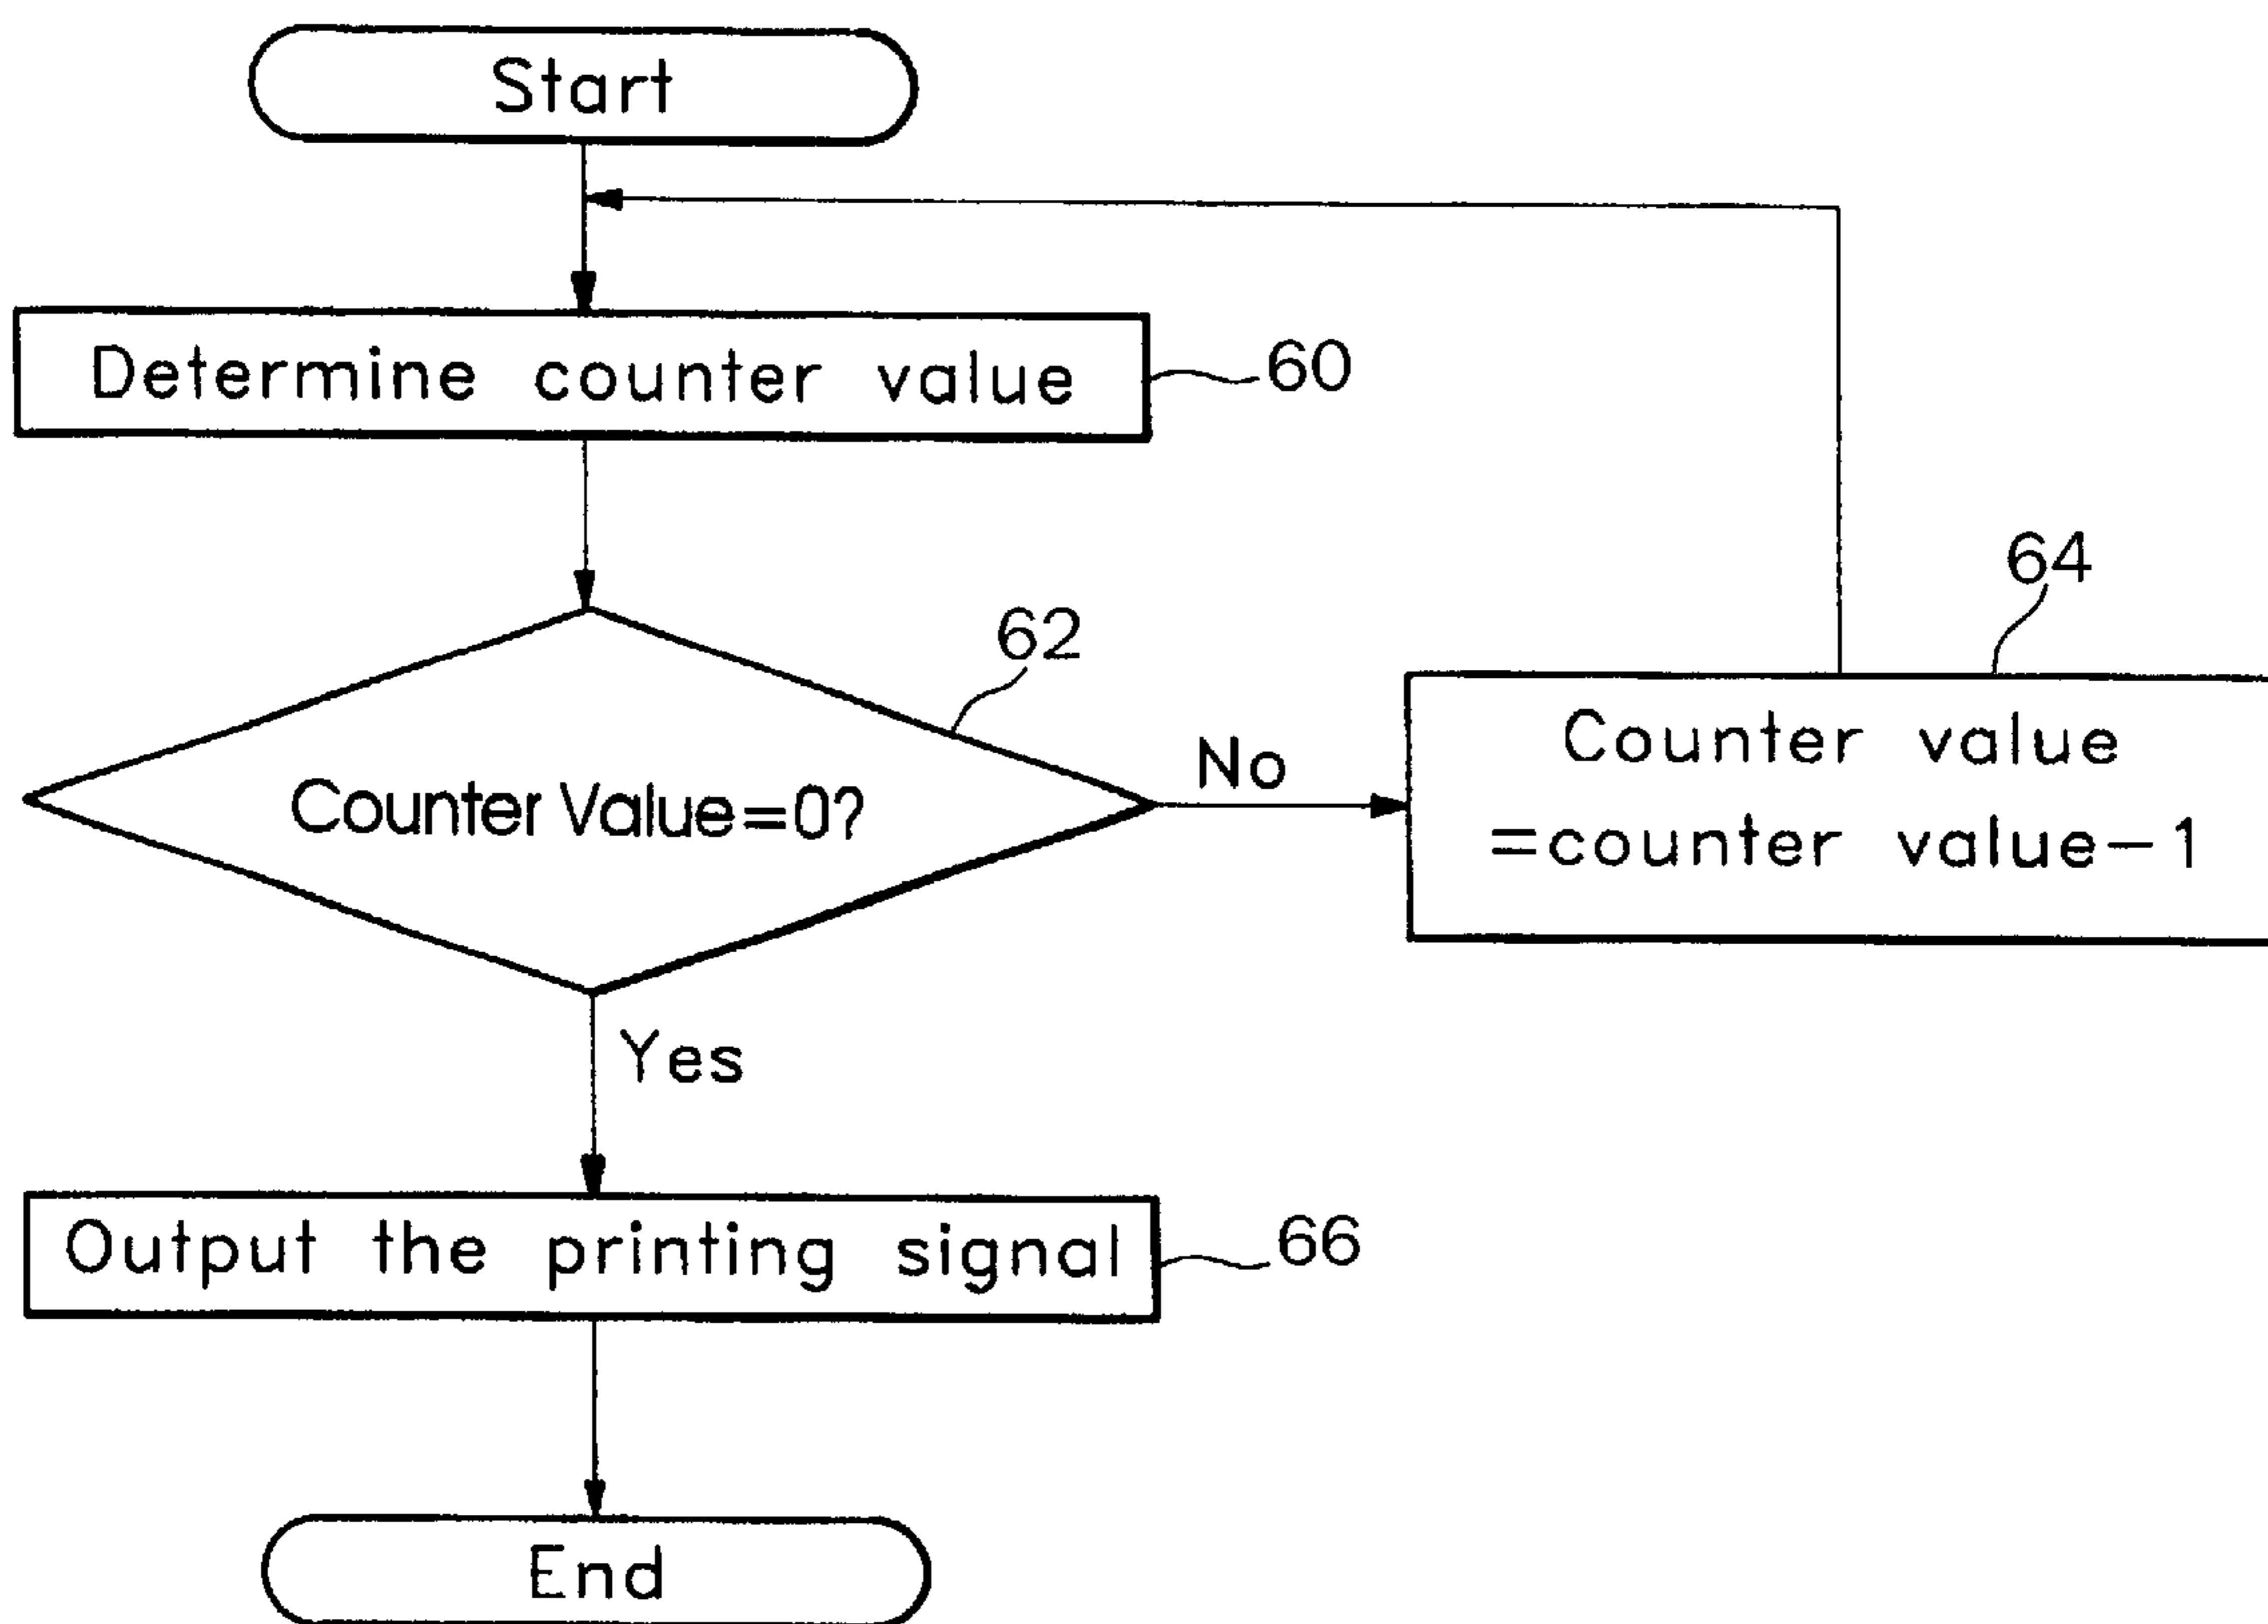 Start
Determine counter value
60
62
Counter Value=0?
No
64
Counter value
=counter value-1
Yes
Output the printing signal
66
End